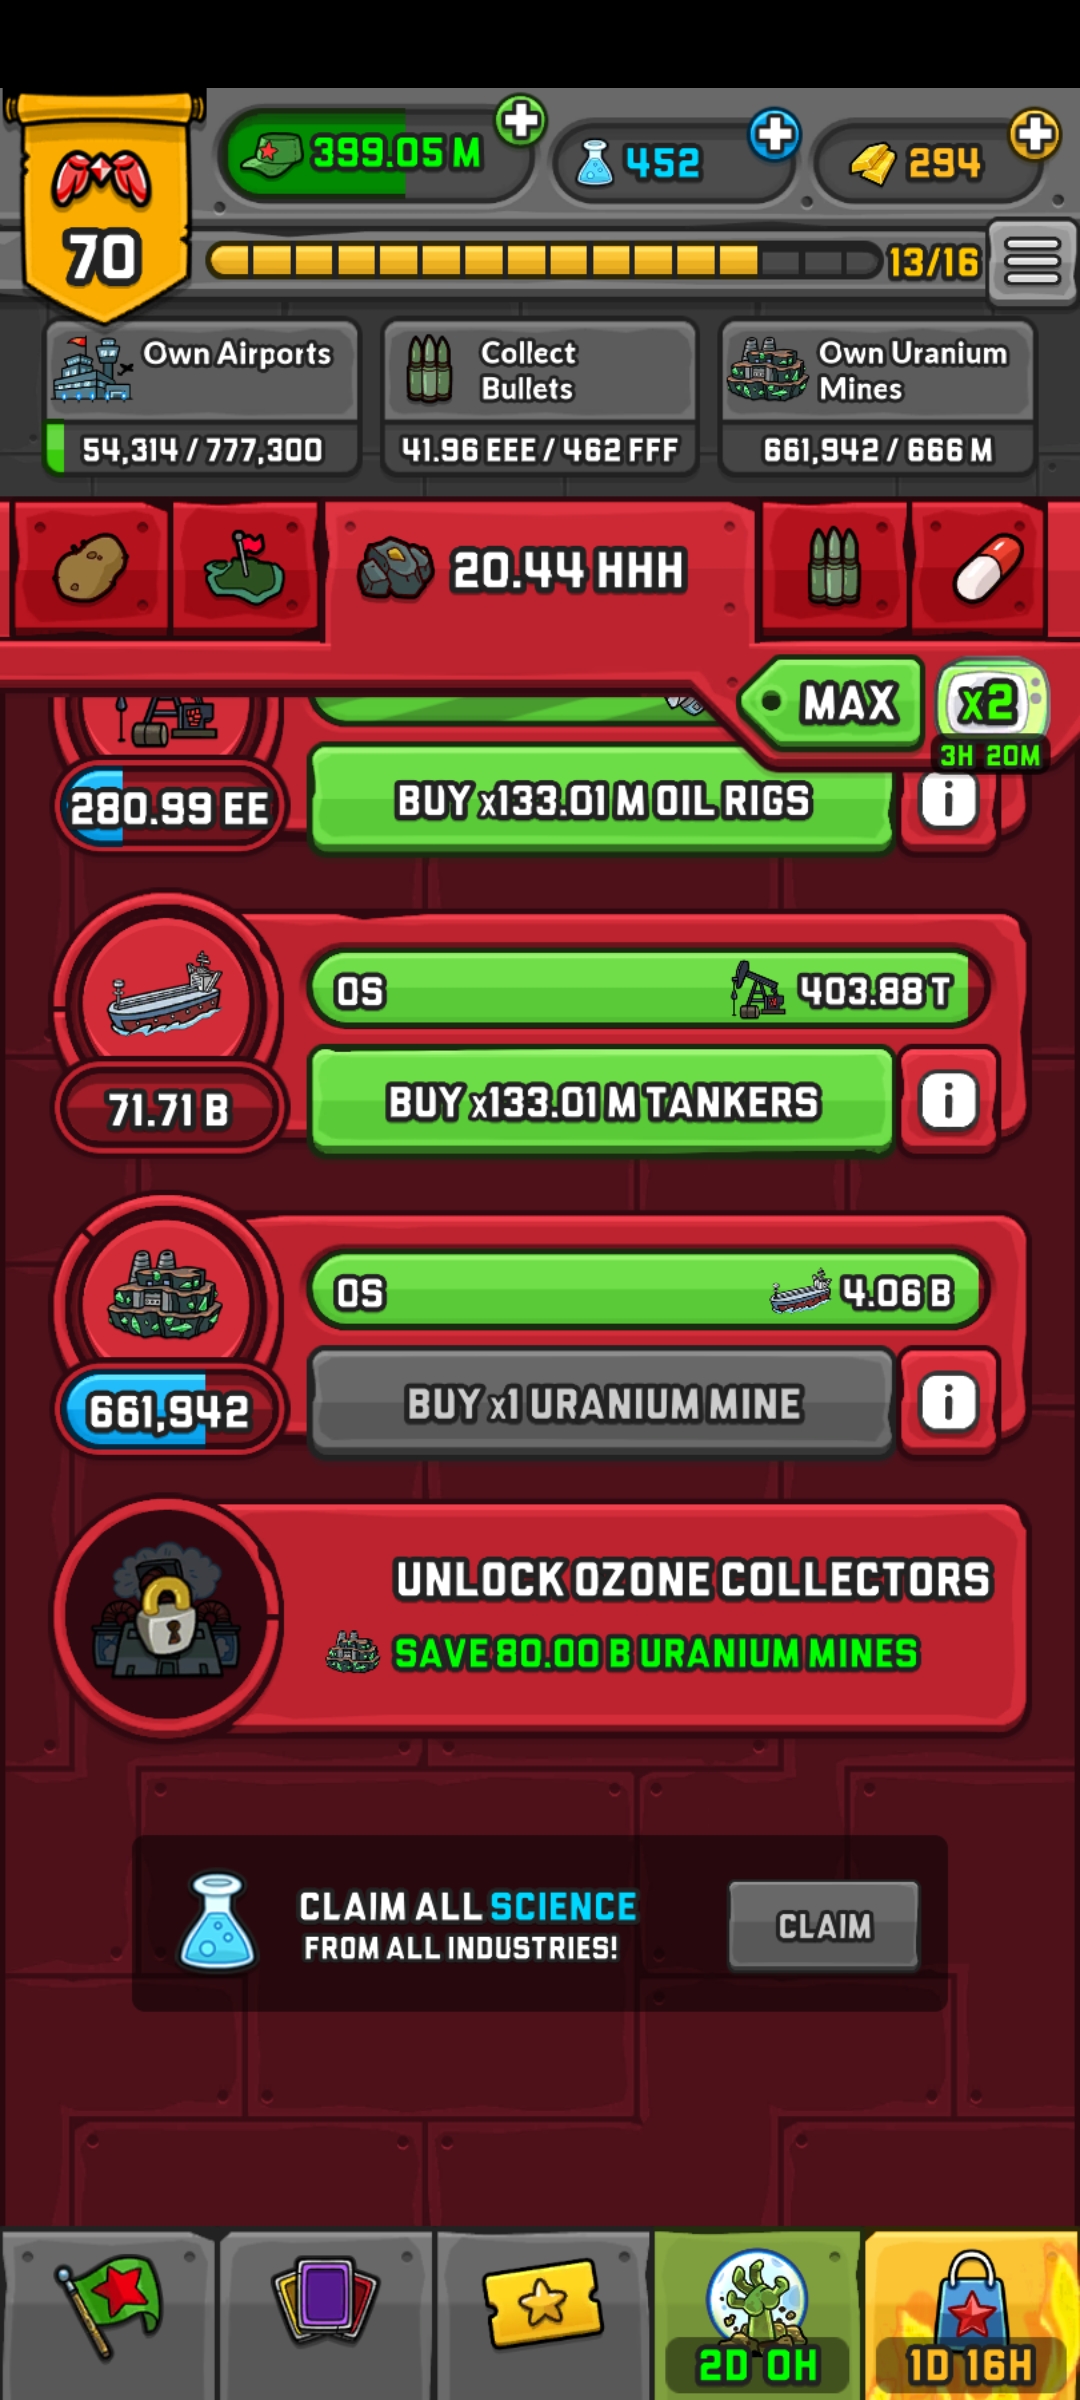 399.05 M
452
294
70
13/16
Own Airports
Collect
Bullets
Own Uranium
Mines
54,314 / 777,300
41.96 EEE / 462 FFF
661,942 / 666 M
20.44 HHH
MAX
x2
3H 20M
280.99 EE
BUY x133.01 M OIL RIGS
i
0S
403.88 T
71.71 B
BUY x133.01 M TANKERS
i
0S
4.06 B
661,942
BUY x1 URANIUM MINE
i
UNLOCK OZONE COLLECTORS
SAVE 80.00 B URANIUM MINES
CLAIM ALL SCIENCE
FROM ALL INDUSTRIES!
CLAIM
2D 0H
1D 16H